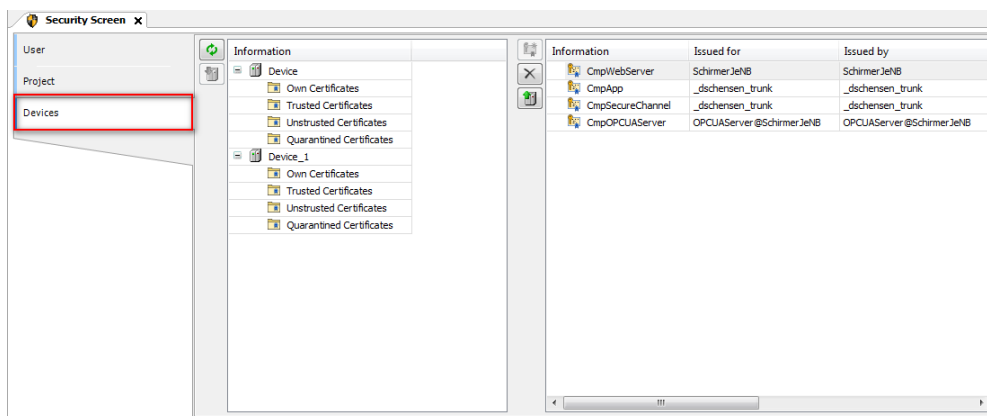 Security Screen X
User
Project
Devices
Information
Device
Own Certificates
Trusted Certificates
Unstrusted Certificates
Quarantined Certificates
Device_1
Own Certificates
Trusted Certificates
Unstrusted Certificates
Quarantined Certificates
Information Issued for Issued by
CmpWebServer SchirmerJeNB SchirmerJeNB
CmpApp _dschensen_trunk _dschensen_trunk
CmpSecureChannel _dschensen_trunk _dschensen_trunk
CmpOPCUAServer OPCUAServer@SchirmerJeNB OPCUAServer@SchirmerJeNB